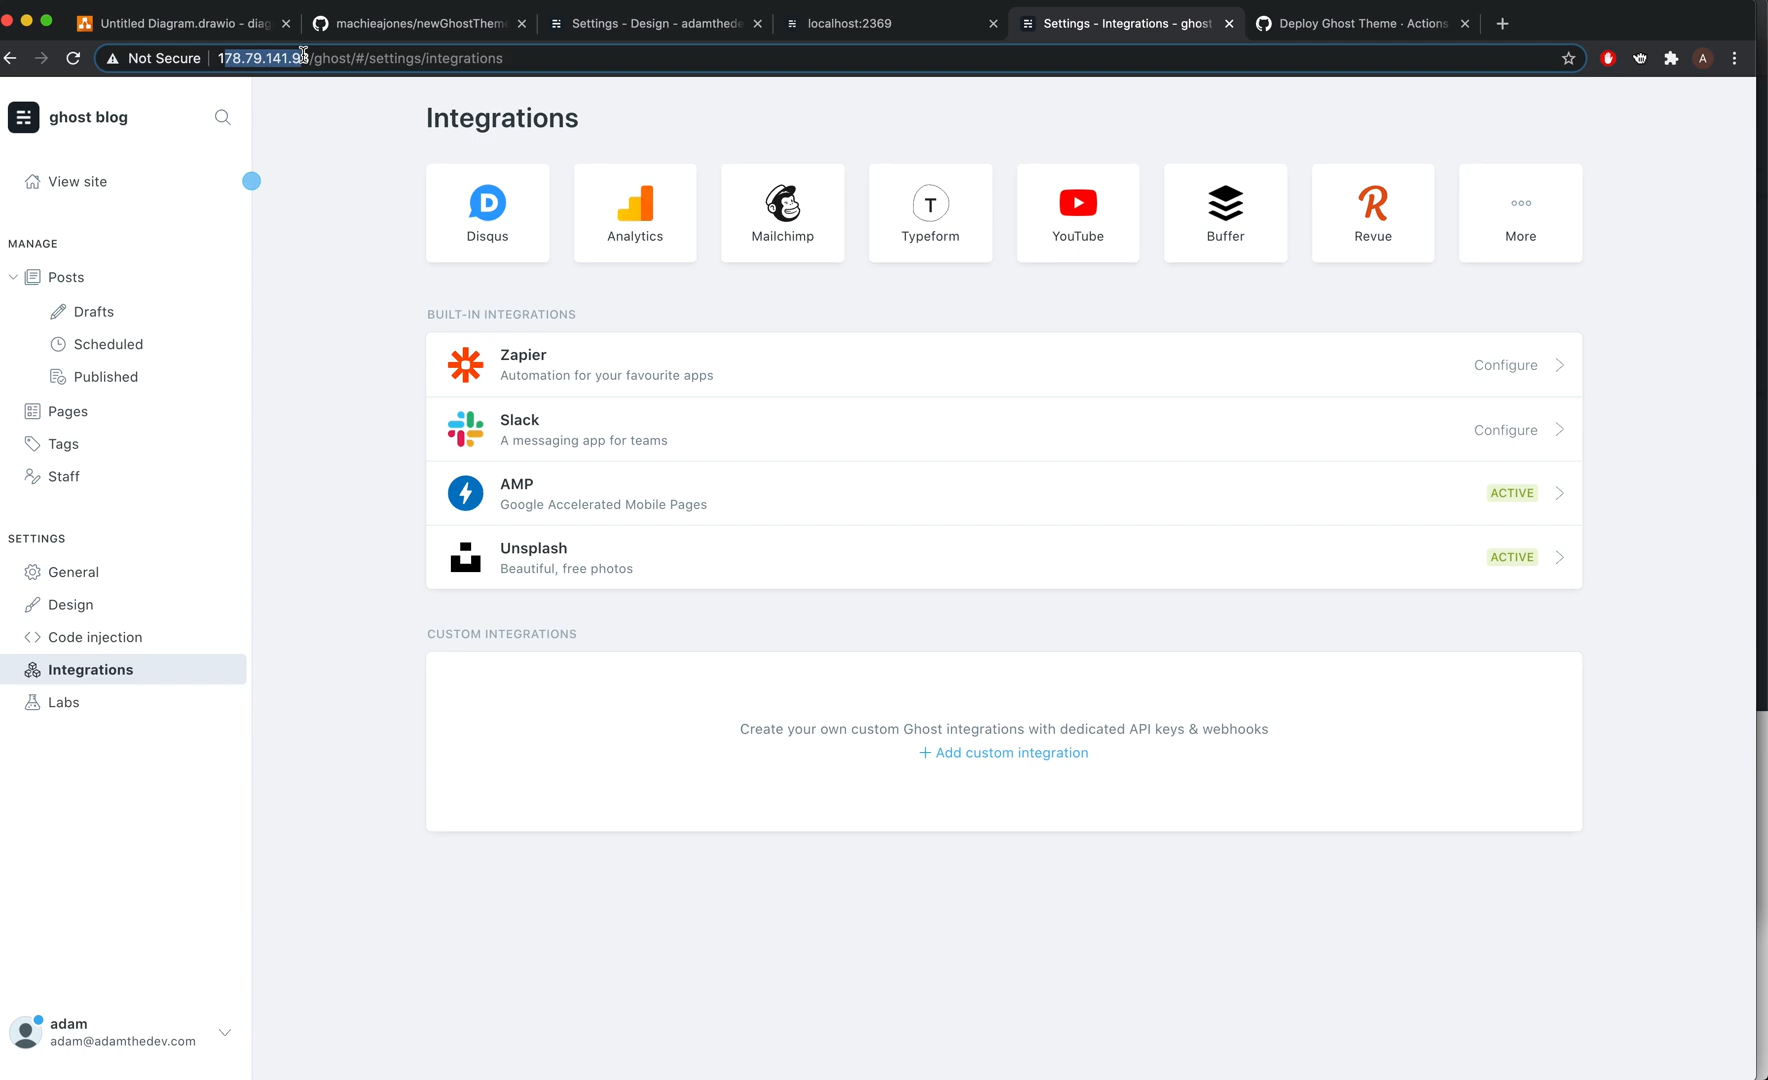 Untitled Diagram.drawio - diag
machieajones/newGhostThem
Settings - Design - adamthede
localhost:2369
Settings - Integrations - ghost
Deploy Ghost Theme · Actions
Not Secure
/ghost/#/settings/integrations
A
ghost blog
View site
MANAGE
Posts
Drafts
Scheduled
Published
Pages
Tags
Staff
SETTINGS
General
Design
Code injection
Integrations
Labs
adam
adam@adamthedev.com
Integrations
Disqus
Analytics
Mailchimp
T
Typeform
YouTube
Buffer
Revue
More
BUILT-IN INTEGRATIONS
Zapier
Automation for your favourite apps
Configure
Slack
A messaging app for teams
Configure
AMP
Google Accelerated Mobile Pages
ACTIVE
Unsplash
Beautiful, free photos
ACTIVE
CUSTOM INTEGRATIONS
Create your own custom Ghost integrations with dedicated API keys & webhooks
+ Add custom integration